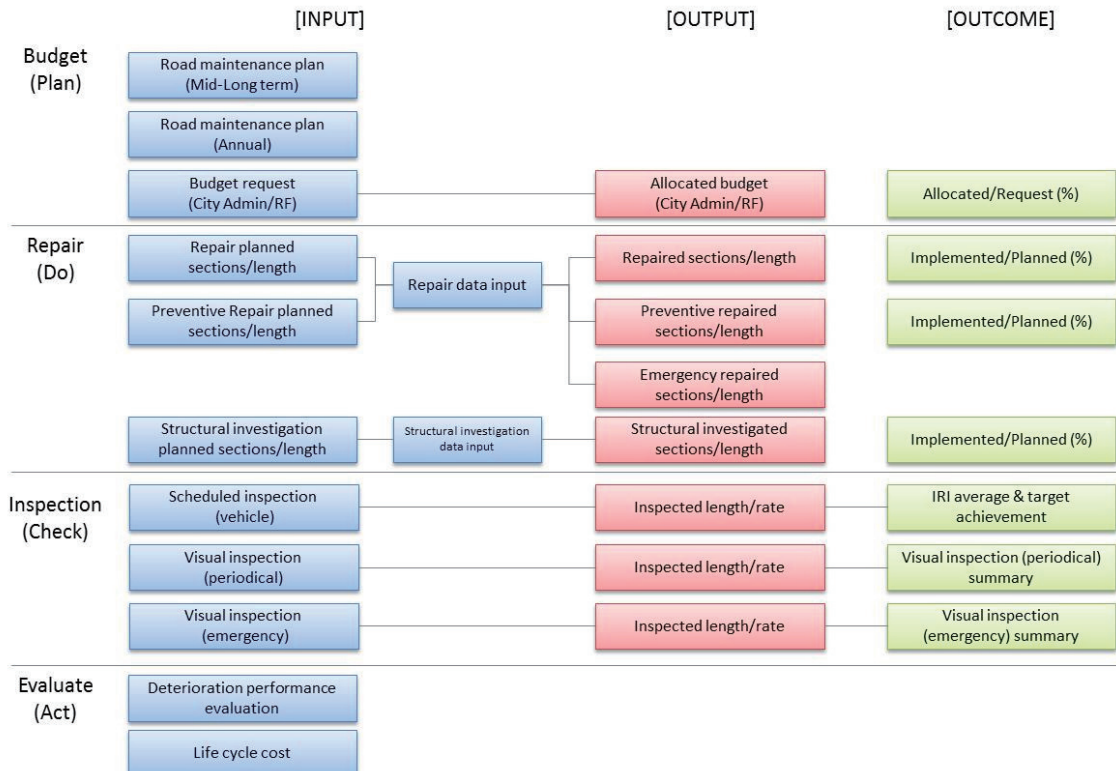 [INPUT]
[OUTPUT]
[OUTCOME]
Budget
(Plan)
Road maintenance plan
(Mid-Long term)
Road maintenance plan
(Annual)
Budget request
(City Admin/RF)
Allocated budget
(City Admin/RF)
Allocated/Request (%)
Repair
(Do)
Repair planned
sections/length
Repair data input
Repaired sections/length
Implemented/Planned (%)
Preventive Repair planned
sections/length
Preventive repaired
sections/length
Implemented/Planned (%)
Emergency repaired
sections/length
Structural investigation
planned sections/length
Structural investigation
data input
Structural investigated
sections/length
Implemented/Planned (%)
Inspection
(Check)
Scheduled inspection
(vehicle)
Inspected length/rate
IRI average & target
achievement
Visual inspection
(periodical)
Inspected length/rate
Visual inspection (periodical)
summary
Visual inspection
(emergency)
Inspected length/rate
Visual inspection
(emergency) summary
Evaluate
(Act)
Deterioration performance
evaluation
Life cycle cost